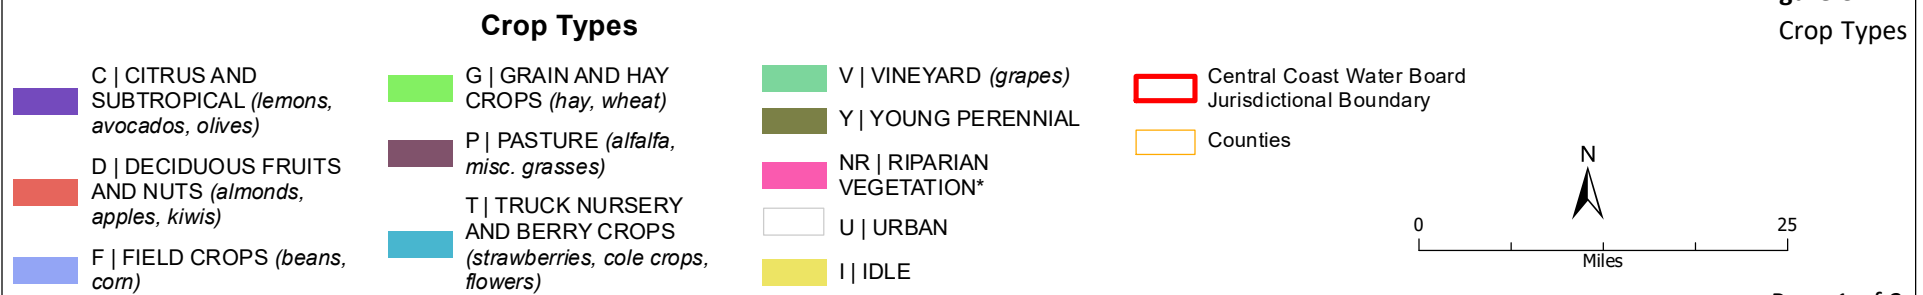 Crop Types
Crop Types
C | CITRUS AND
SUBTROPICAL (lemons,
avocados, olives)
D | DECIDUOUS FRUITS
AND NUTS (almonds,
apples, kiwis)
F | FIELD CROPS (beans,
corn)
G | GRAIN AND HAY
CROPS (hay, wheat)
P | PASTURE (alfalfa,
misc. grasses)
T | TRUCK NURSERY
AND BERRY CROPS
(strawberries, cole crops,
flowers)
V | VINEYARD (grapes)
Y | YOUNG PERENNIAL
NR | RIPARIAN
VEGETATION*
U | URBAN
I | IDLE
Central Coast Water Board
Jurisdictional Boundary
Counties
N
0 25
Miles